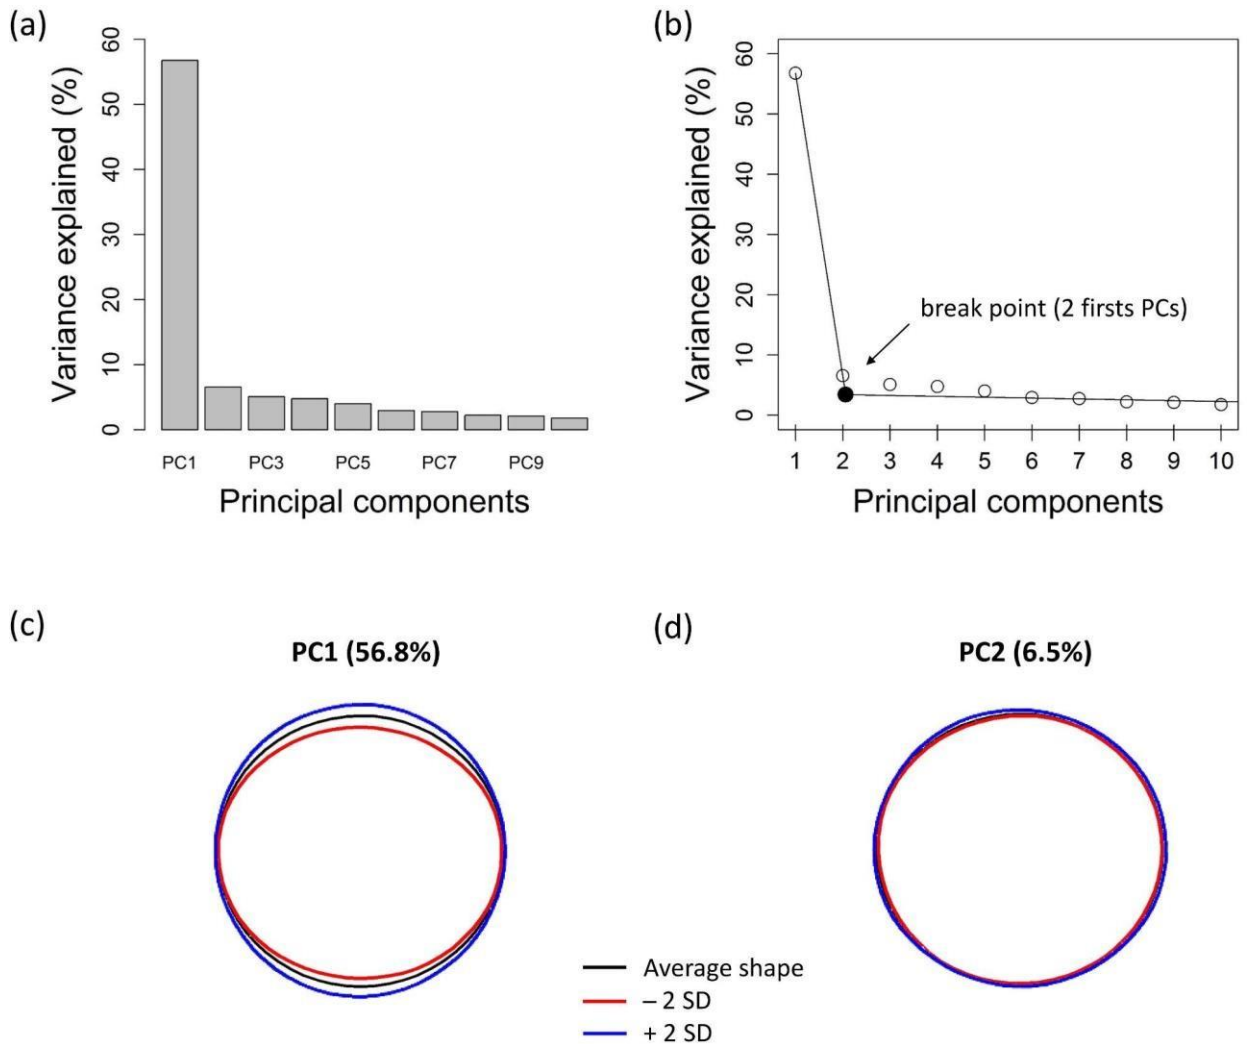 (a)
60
50
40
30
20
10
0
Variance explained (%)
PC1 PC3 PC5 PC7 PC9
Principal components
(b)
60
50
40
30
20
10
0
Variance explained (%)
break point (2 firsts PCs)
1 2 3 4 5 6 7 8 9 10
Principal components
(c)
PC1 (56.8%)
(d)
PC2 (6.5%)
Average shape
– 2 SD
+ 2 SD